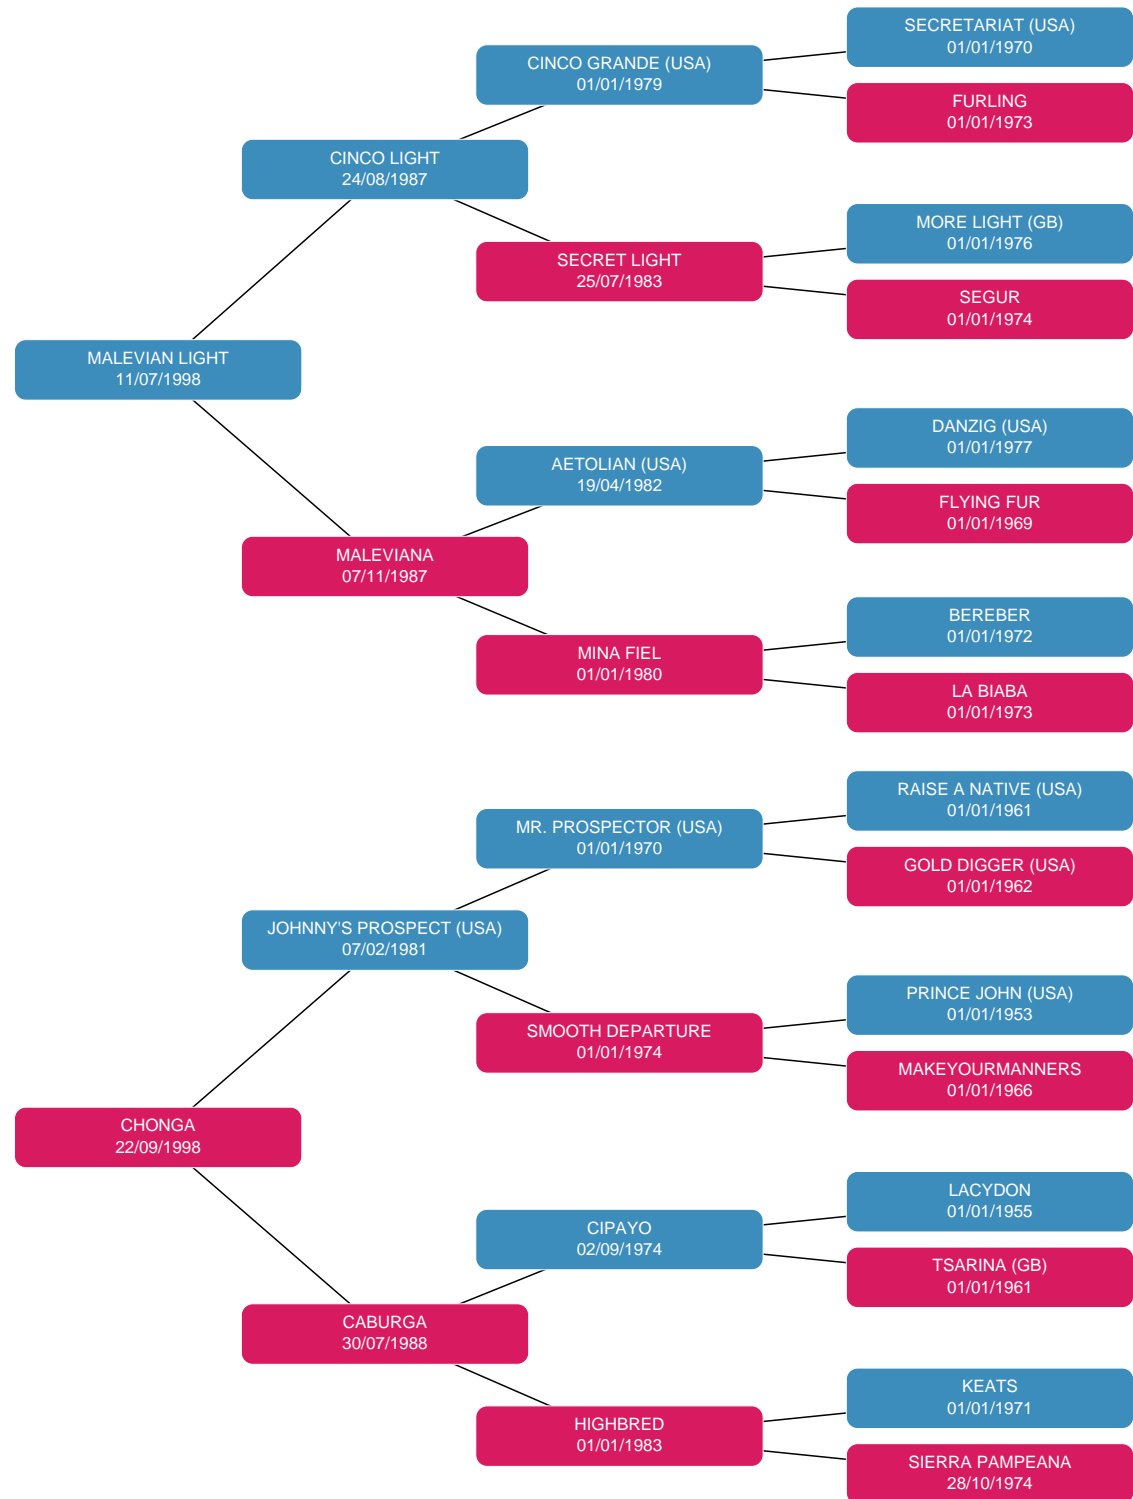 SECRETARIAT (USA)
01/01/1970
CINCO GRANDE (USA)
01/01/1979
FURLING
01/01/1973
CINCO LIGHT
24/08/1987
MORE LIGHT (GB)
01/01/1976
SECRET LIGHT
25/07/1983
SEGUR
01/01/1974
MALEVIAN LIGHT
11/07/1998
DANZIG (USA)
01/01/1977
AETOLIAN (USA)
19/04/1982
FLYING FUR
01/01/1969
MALEVIANA
07/11/1987
BEREBER
01/01/1972
MINA FIEL
01/01/1980
LA BIABA
01/01/1973
RAISE A NATIVE (USA)
01/01/1961
MR. PROSPECTOR (USA)
01/01/1970
GOLD DIGGER (USA)
01/01/1962
JOHNNY'S PROSPECT (USA)
07/02/1981
PRINCE JOHN (USA)
01/01/1953
SMOOTH DEPARTURE
01/01/1974
MAKEYOURMANNERS
01/01/1966
CHONGA
22/09/1998
LACYDON
01/01/1955
CIPAYO
02/09/1974
TSARINA (GB)
01/01/1961
CABURGA
30/07/1988
KEATS
01/01/1971
HIGHBRED
01/01/1983
SIERRA PAMPEANA
28/10/1974